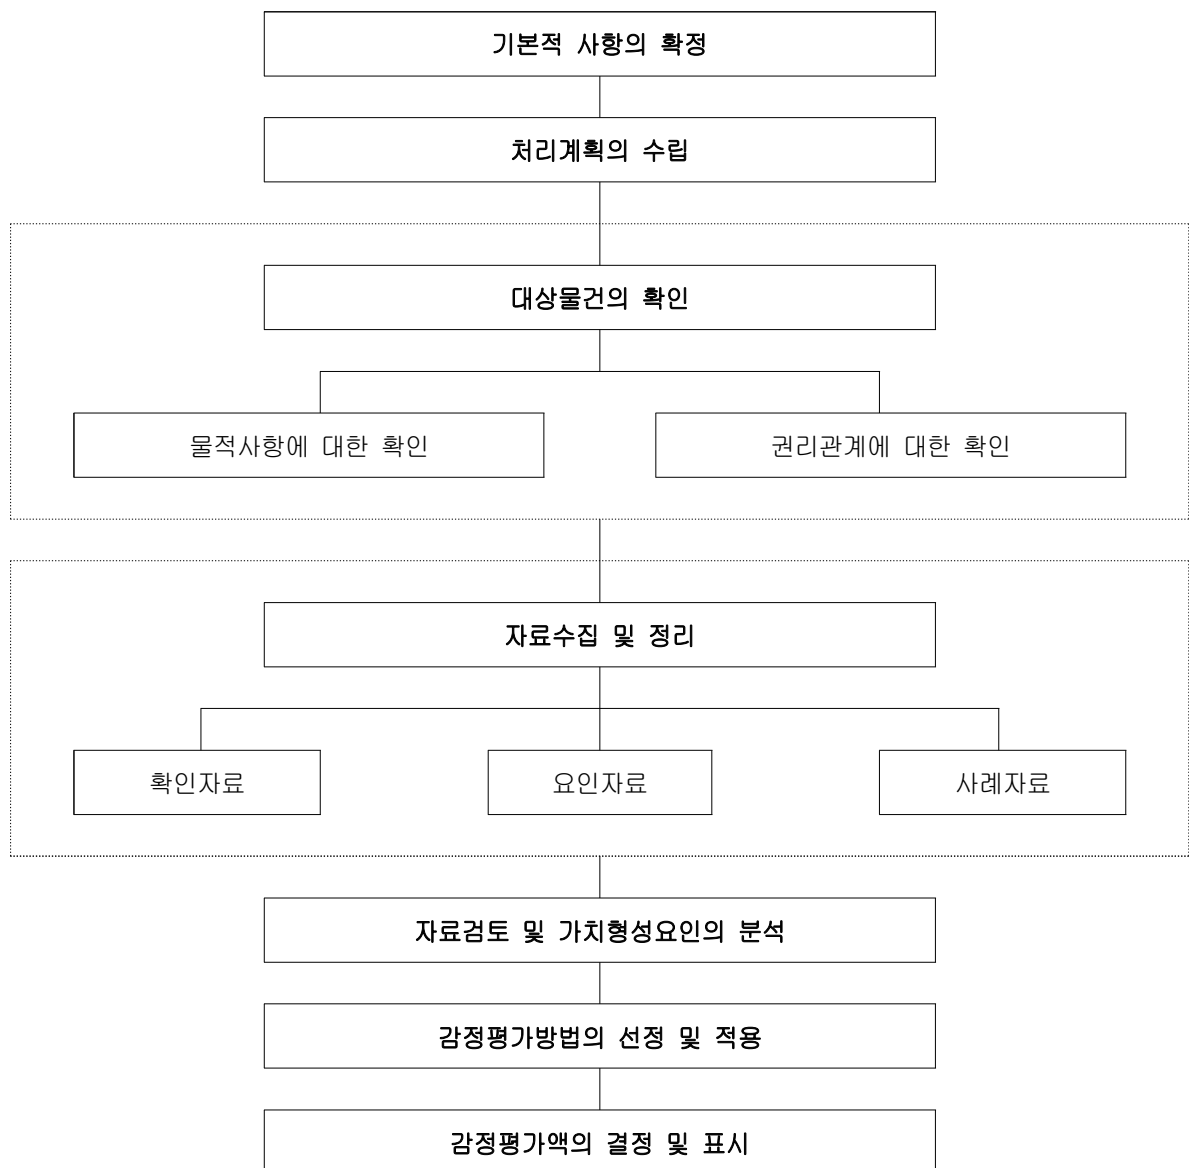 기본적 사항의 확정
처리계획의 수립
대상물건의 확인
물적사항에 대한 확인
권리관계에 대한 확인
자료수집 및 정리
확인자료
요인자료
사례자료
자료검토 및 가치형성요인의 분석
감정평가방법의 선정 및 적용
감정평가액의 결정 및 표시